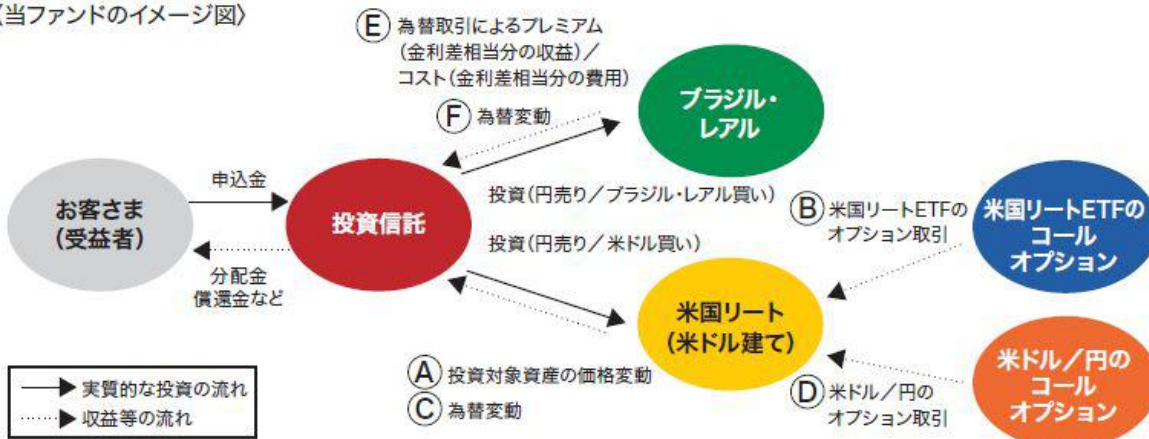 〈当ファンドのイメージ図〉
Ⓔ 為替取引によるプレミアム
(金利差相当分の収益)／
コスト(金利差相当分の費用)
Ⓕ 為替変動
ブラジル・
レアル
申込金
お客さま
(受益者)
投資信託
分配金
償還金など
投資(円売り／ブラジル・レアル買い)
投資(円売り／米ドル買い)
Ⓑ 米国リートETFの
オプション取引
米国リートETFの
コール
オプション
米国リート
(米ドル建て)
Ⓐ 投資対象資産の価格変動
Ⓒ 為替変動
Ⓓ 米ドル／円の
オプション取引
米ドル／円の
コール
オプション
実質的な投資の流れ
収益等の流れ